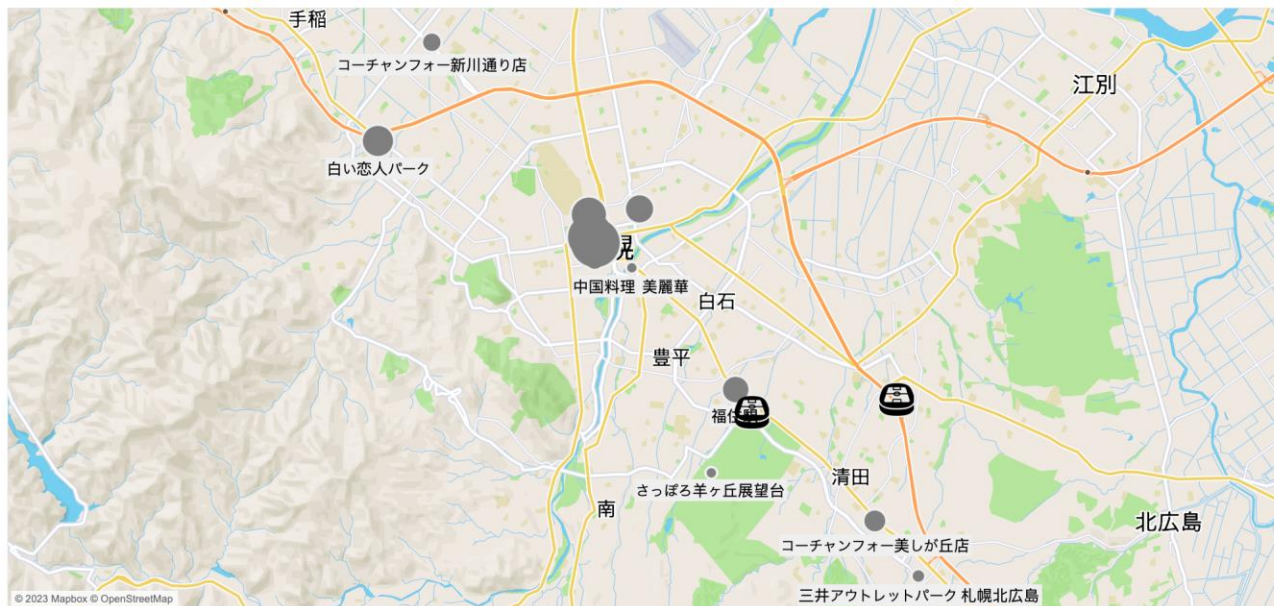 手稲
コーチャンフォー新川通り店
江別
白い恋人パーク
中国料理 美麗華
白石
豊平
さっぽろ羊ヶ丘展望台
清田
南
北広島
コーチャンフォー美しが丘店
三井アウトレットパーク 札幌北広島
© 2023 Mapbox © OpenStreetMap